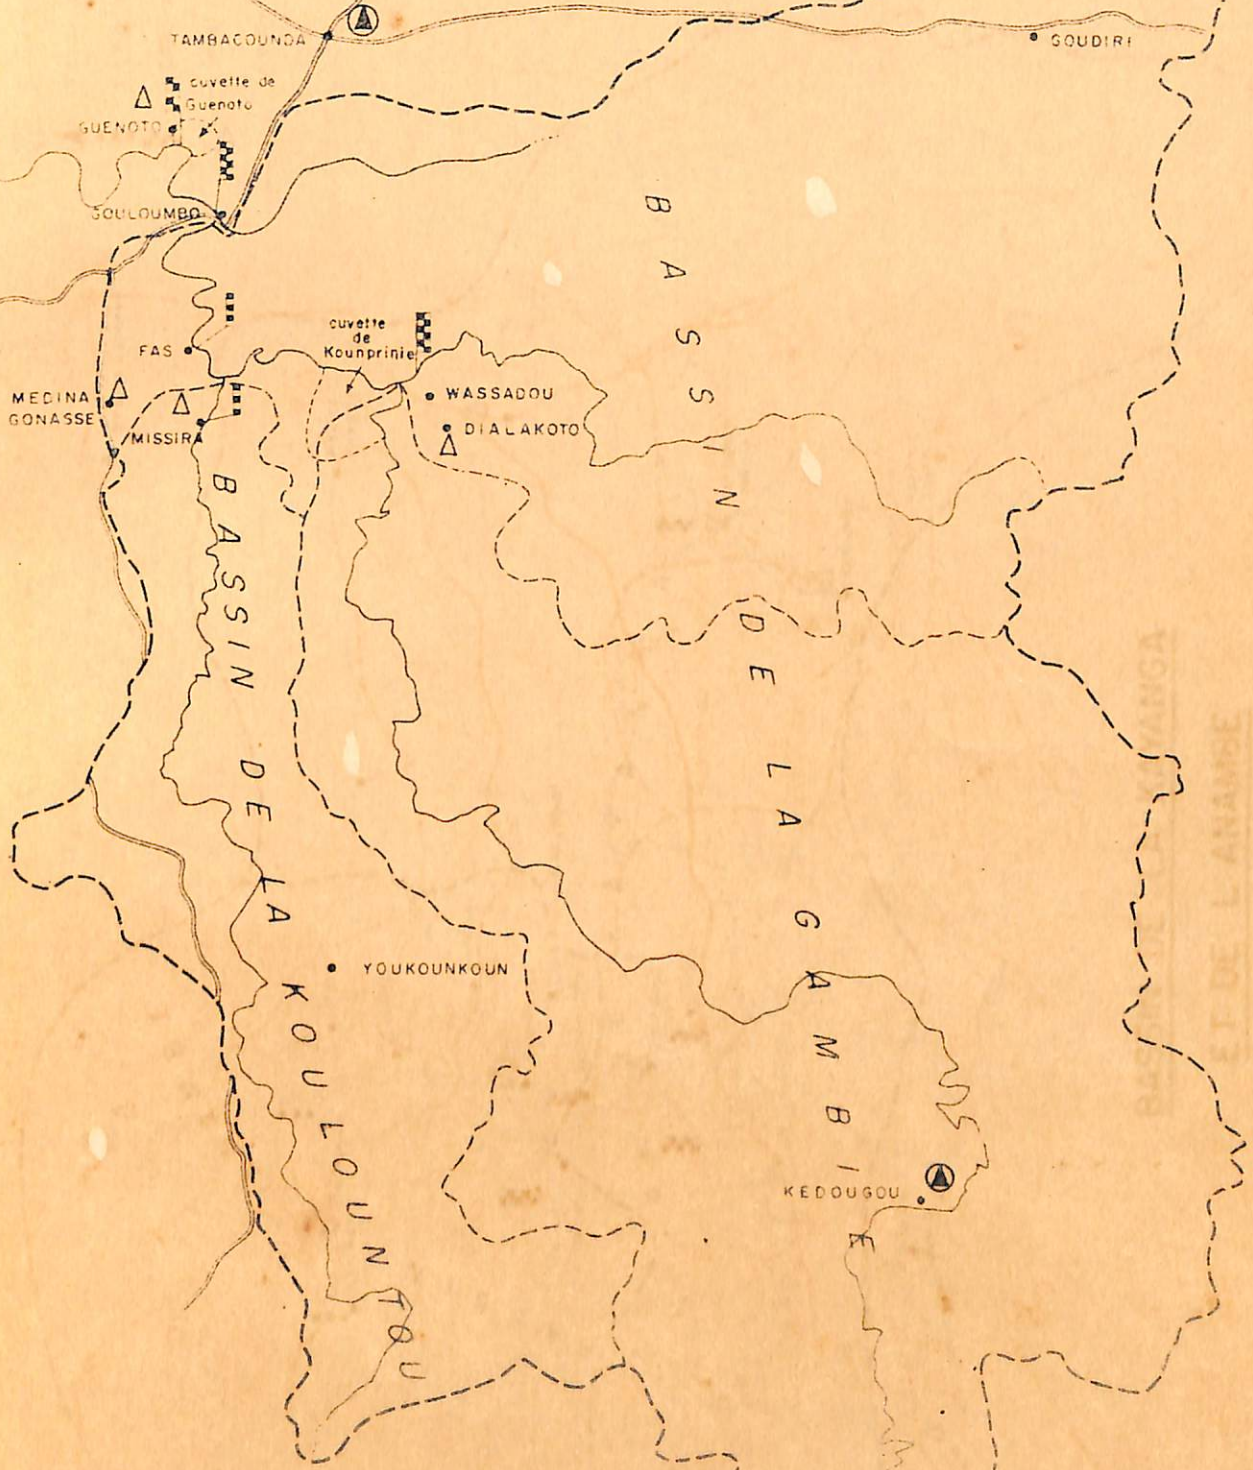 TAMBACOUNDA
GOUDIRI
cuvette de
Guenoto
GUENOTO
GOULOUMBO
cuvette
de
Kounprinie
FAS
MEDINA
GONASSE
MISSIRA
WASSADOU
DIALAKOTO
BASSIN DE LA GAMBIE
BASSIN DE LA KOULOUNTOU
YOUKOUNKOUN
KEDOUGOU